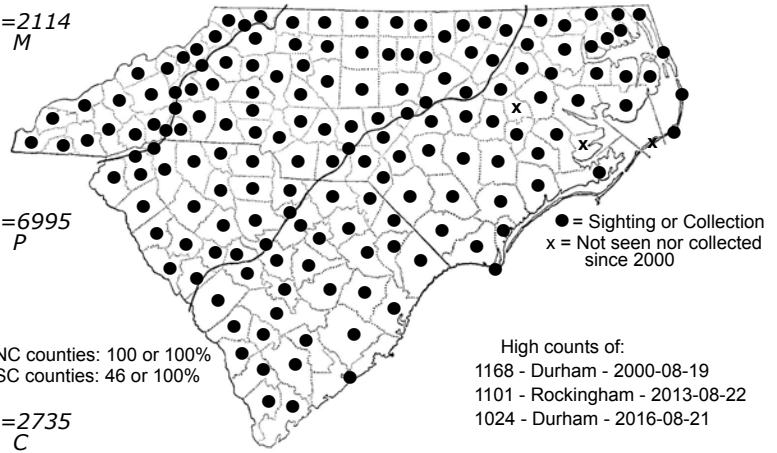 =2114
M
=6995
P
● = Sighting or Collection
x = Not seen nor collected
since 2000
x
x
x
NC counties: 100 or 100%
SC counties: 46 or 100%
High counts of:
1168 - Durham - 2000-08-19
1101 - Rockingham - 2013-08-22
1024 - Durham - 2016-08-21
=2735
C